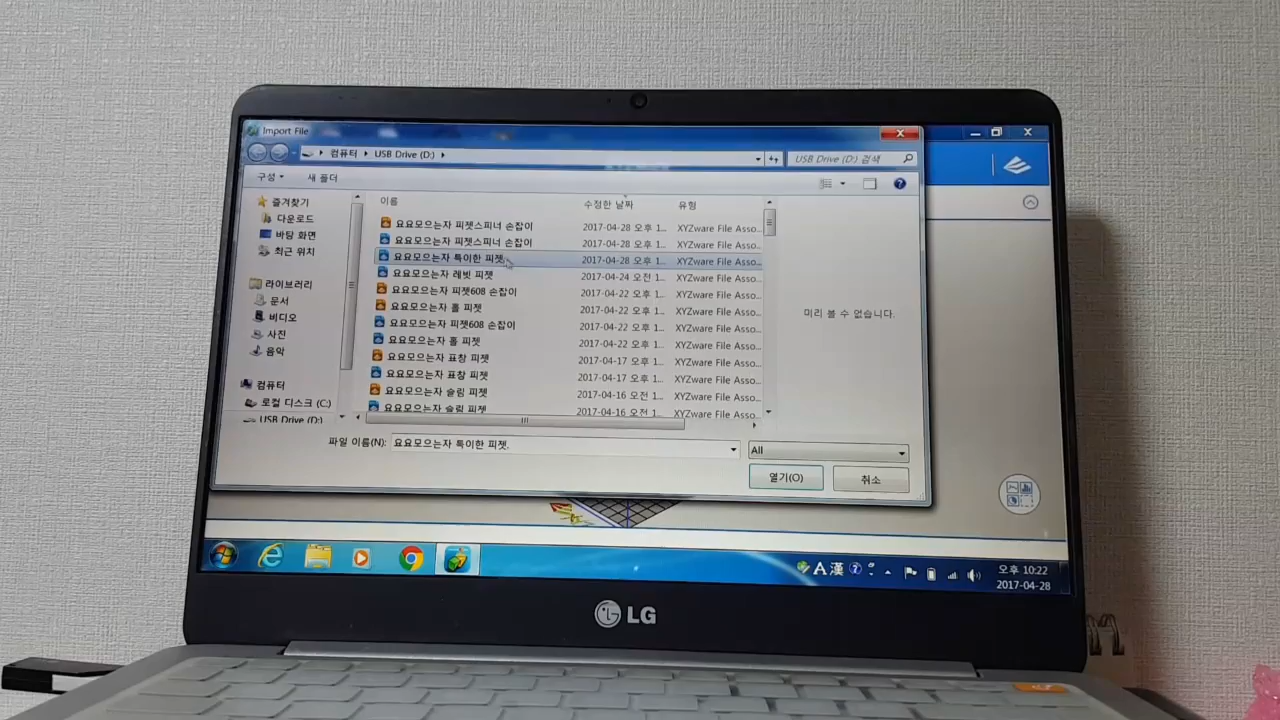 Import File
컴퓨터 ▸ USB Drive (D:) ▸
USB Drive (D:) 검색
구성
새 폴더
이름 수정한 날짜 유형
즐겨찾기
다운로드
바탕 화면
최근 위치
라이브러리
문서
비디오
사진
음악
컴퓨터
로컬 디스크 (C:)
USB Drive (D:)
요요모으는자 피젯스피너 손잡이 2017-04-28 오후 1... XYZware File Asso...
요요모으는자 피젯스피너 손잡이 2017-04-28 오후 1... XYZware File Asso...
요요모으는자 특이한 피젯 2017-04-28 오후 1... XYZware File Asso...
요요모으는자 레빗 피젯 2017-04-24 오전 1... XYZware File Asso...
요요모으는자 피젯608 손잡이 2017-04-22 오후 1... XYZware File Asso...
요요모으는자 홀 피젯 2017-04-22 오후 1... XYZware File Asso...
요요모으는자 피젯608 손잡이 2017-04-22 오후 1... XYZware File Asso...
요요모으는자 홀 피젯 2017-04-22 오후 1... XYZware File Asso...
요요모으는자 표창 피젯 2017-04-17 오후 1... XYZware File Asso...
요요모으는자 표창 피젯 2017-04-17 오후 1... XYZware File Asso...
요요모으는자 슬링 피젯 2017-04-16 오전 1... XYZware File Asso...
요요모으는자 슬링 피젯 2017-04-16 오전 1... XYZware File Asso...
미리 볼 수 없습니다.
파일 이름(N): 요요모으는자 특이한 피젯.
All
열기(O) 취소
A 漢
오후 10:22
2017-04-28
LG